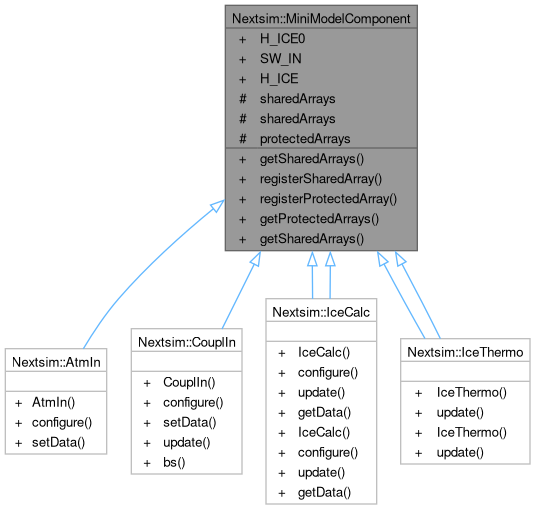 Nextsim::MiniModelComponent
+ H_ICE0
+ SW_IN
+ H_ICE
# sharedArrays
# sharedArrays
# protectedArrays
+ getSharedArrays()
+ registerSharedArray()
+ registerProtectedArray()
+ getProtectedArrays()
+ getSharedArrays()
Nextsim::AtmIn
+ AtmIn()
+ configure()
+ setData()
Nextsim::CouplIn
+ CouplIn()
+ configure()
+ setData()
+ update()
+ bs()
Nextsim::IceCalc
+ IceCalc()
+ configure()
+ update()
+ getData()
+ IceCalc()
+ configure()
+ update()
+ getData()
Nextsim::IceThermo
+ IceThermo()
+ update()
+ IceThermo()
+ update()